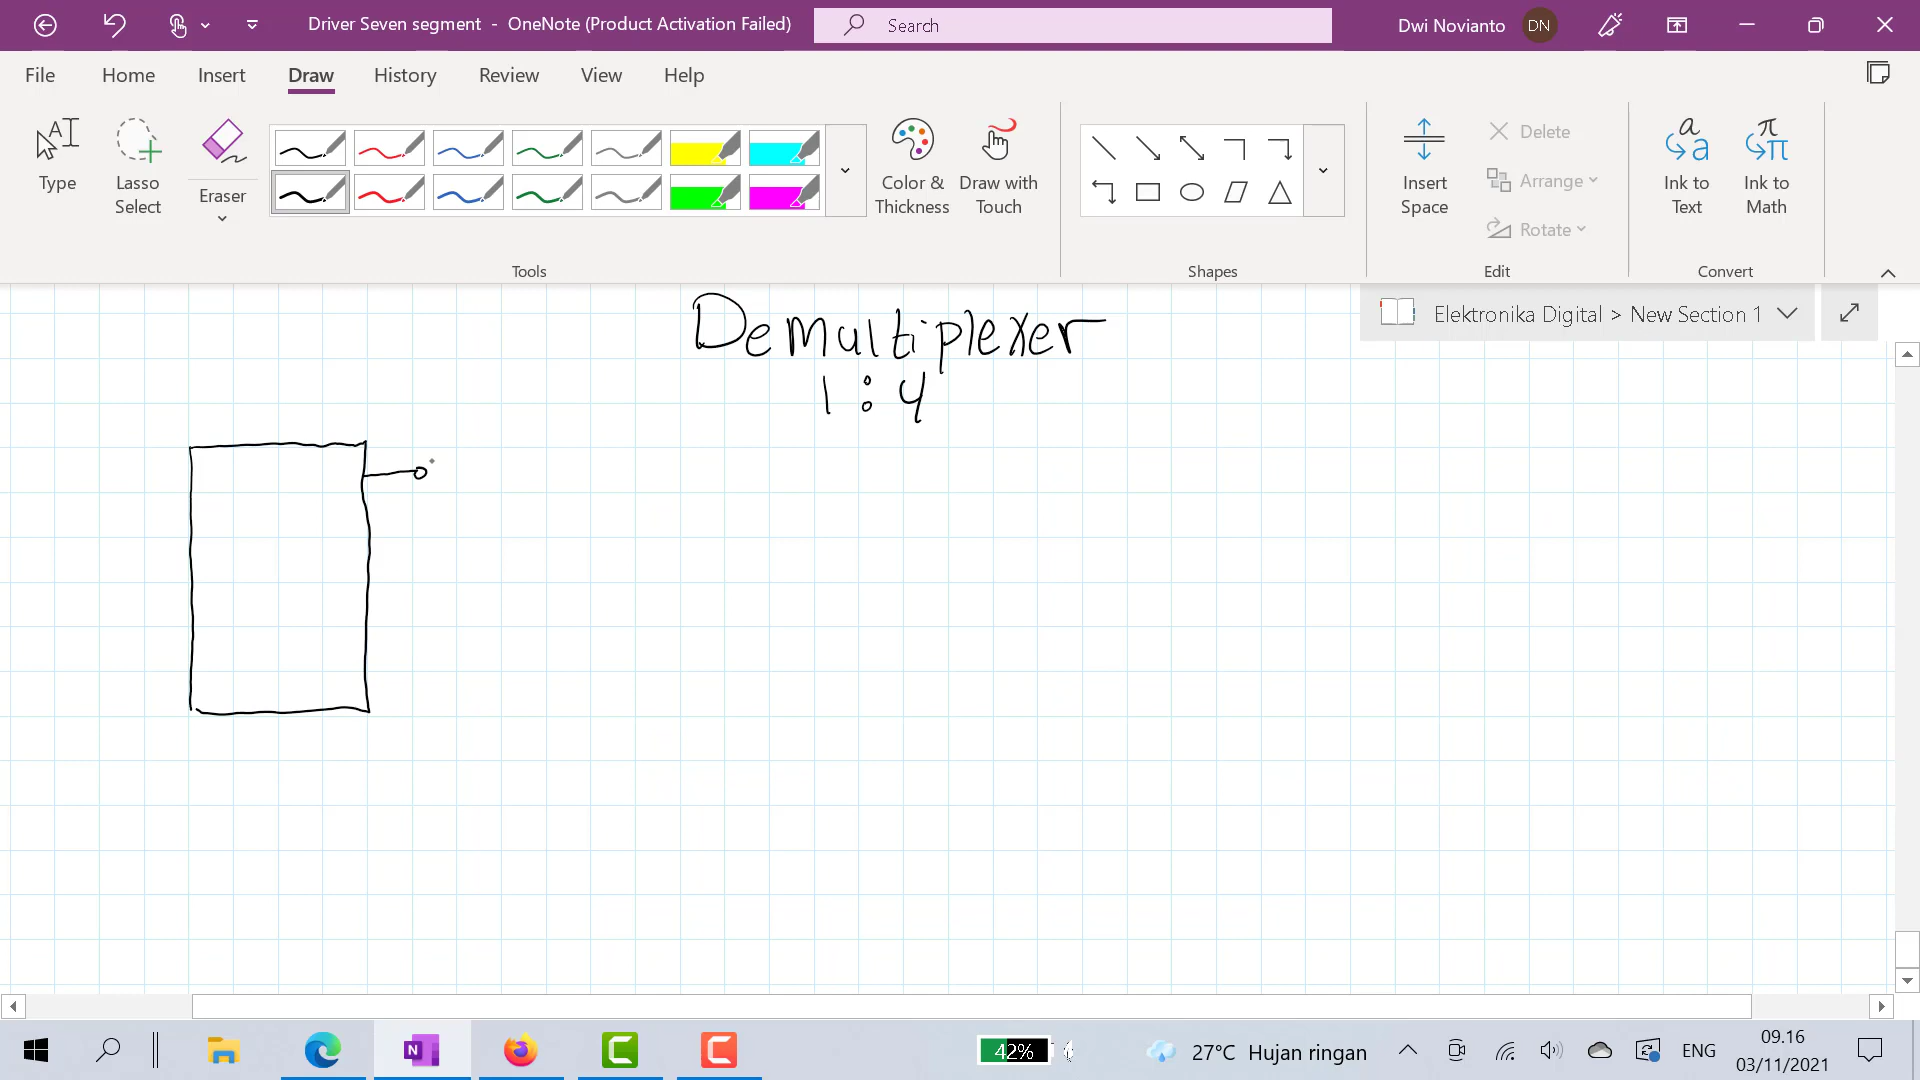 Driver Seven segment - OneNote (Product Activation Failed)
Search
Dwi Novianto
DN
File
Home
Insert
Draw
History
Review
View
Help
Type
Lasso Select
Eraser
Color & Thickness
Draw with Touch
Insert Space
Delete
Arrange
Rotate
Ink to Text
Ink to Math
Tools
Shapes
Edit
Convert
Elektronika Digital > New Section 1
Demultiplexer
1 : 4
42%
27°C Hujan ringan
ENG
09.16
03/11/2021